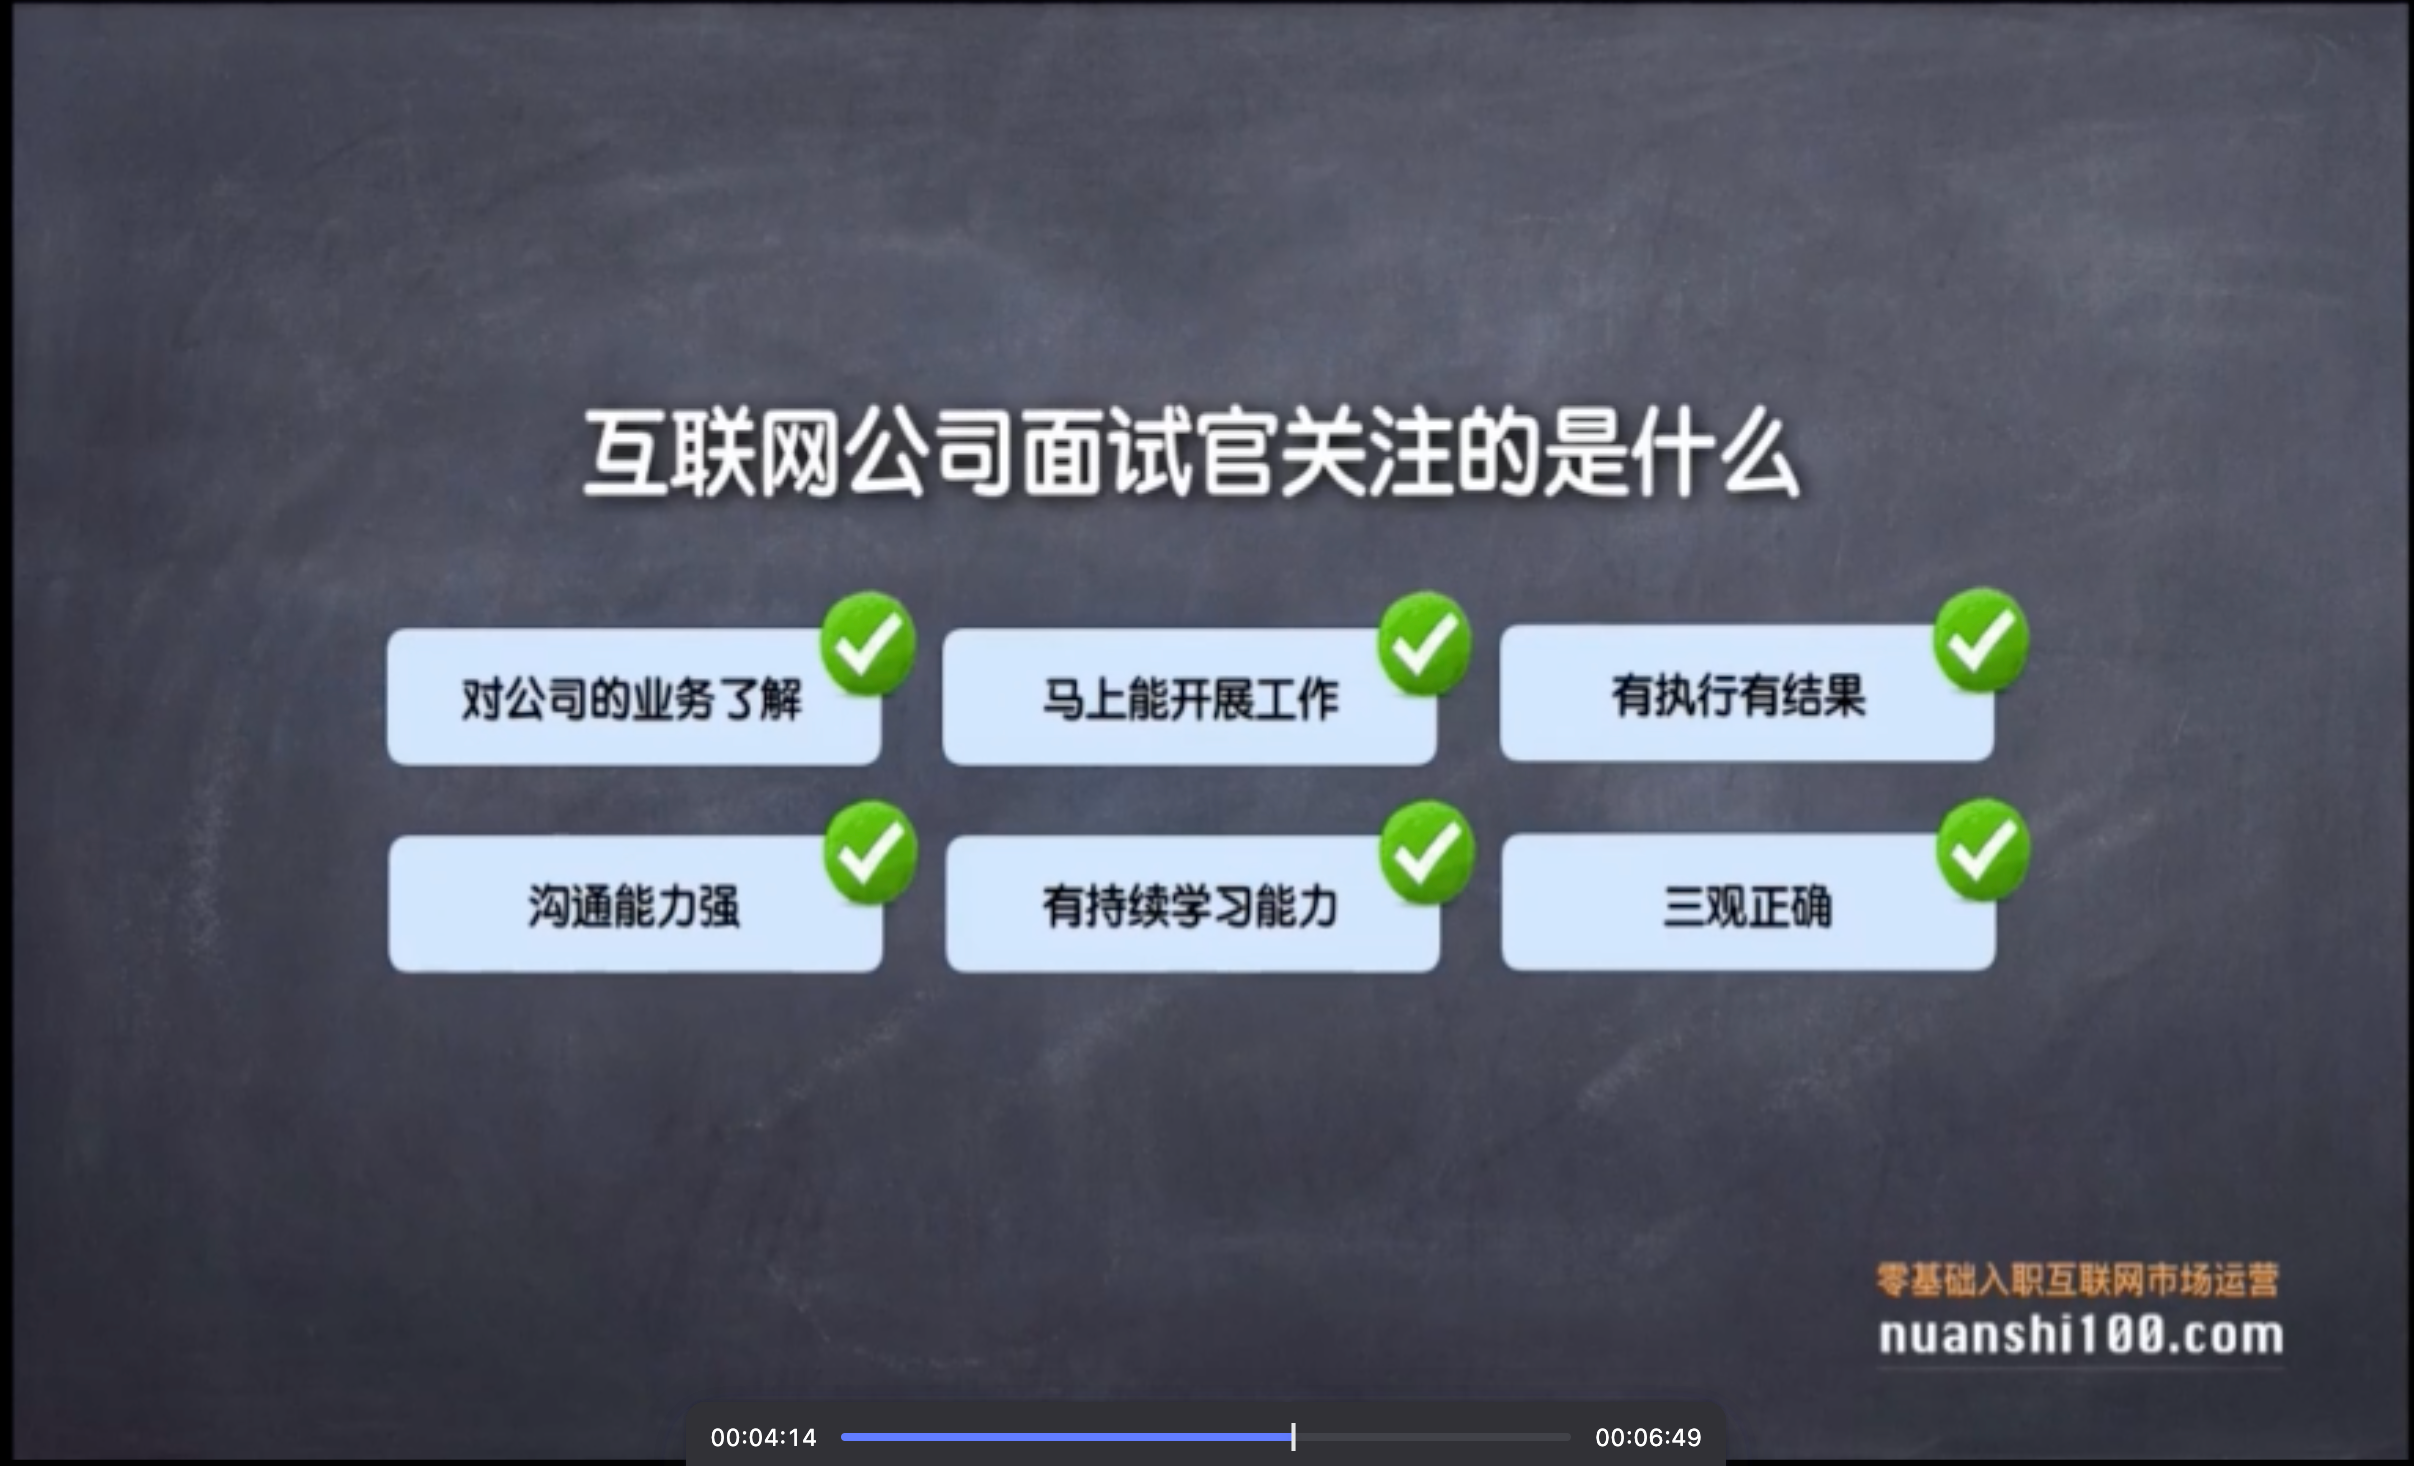 互联网公司面试官关注的是什么
对公司的业务了解
马上能开展工作
有执行有结果
沟通能力强
有持续学习能力
三观正确
零基础入职互联网市场运营
nuanshi100.com
00:04:14
00:06:49